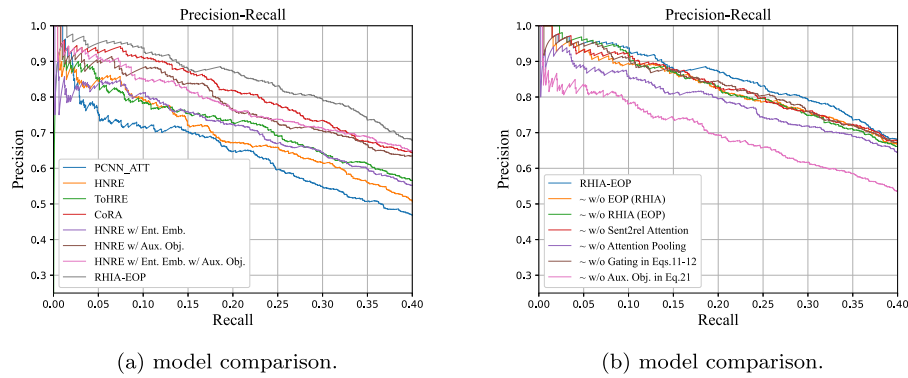 Precision-Recall
1.0
0.9
0.8
0.7
0.6
0.5
0.4
0.3
Precision
PCNN_ATT
HNRE
ToHRE
CoRA
HNRE w/ Ent. Emb.
HNRE w/ Aux. Obj.
HNRE w/ Ent. Emb. w/ Aux. Obj.
RHIA-EOP
0.00 0.05 0.10 0.15 0.20 0.25 0.30 0.35 0.40
Recall
(a) model comparison.
Precision-Recall
1.0
0.9
0.8
0.7
0.6
0.5
0.4
0.3
Precision
RHIA-EOP
~ w/o EOP (RHIA)
~ w/o RHIA (EOP)
~ w/o Sent2rel Attention
~ w/o Attention Pooling
~ w/o Gating in Eqs.11-12
~ w/o Aux. Obj. in Eq.21
0.00 0.05 0.10 0.15 0.20 0.25 0.30 0.35 0.40
Recall
(b) model comparison.